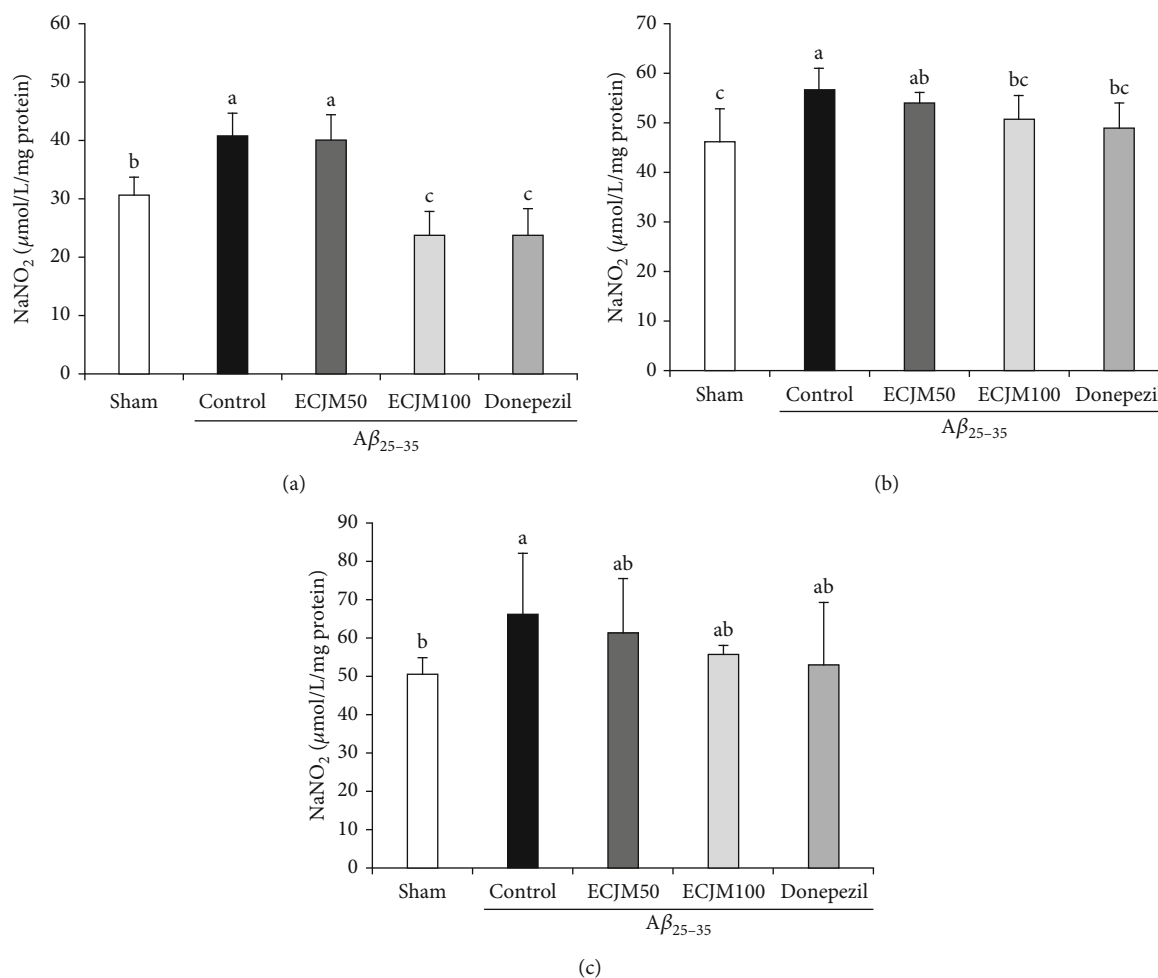 60
50
40
30
20
10
0
NaNO₂ (μmol/L/mg protein)
b
a
a
c
c
Sham
Control
ECJM50
ECJM100
Donepezil
Aβ₂₅₋₃₅
(a)
70
60
50
40
30
20
10
0
NaNO₂ (μmol/L/mg protein)
c
a
ab
bc
bc
Sham
Control
ECJM50
ECJM100
Donepezil
Aβ₂₅₋₃₅
(b)
90
80
70
60
50
40
30
20
10
0
NaNO₂ (μmol/L/mg protein)
b
a
ab
ab
ab
Sham
Control
ECJM50
ECJM100
Donepezil
Aβ₂₅₋₃₅
(c)